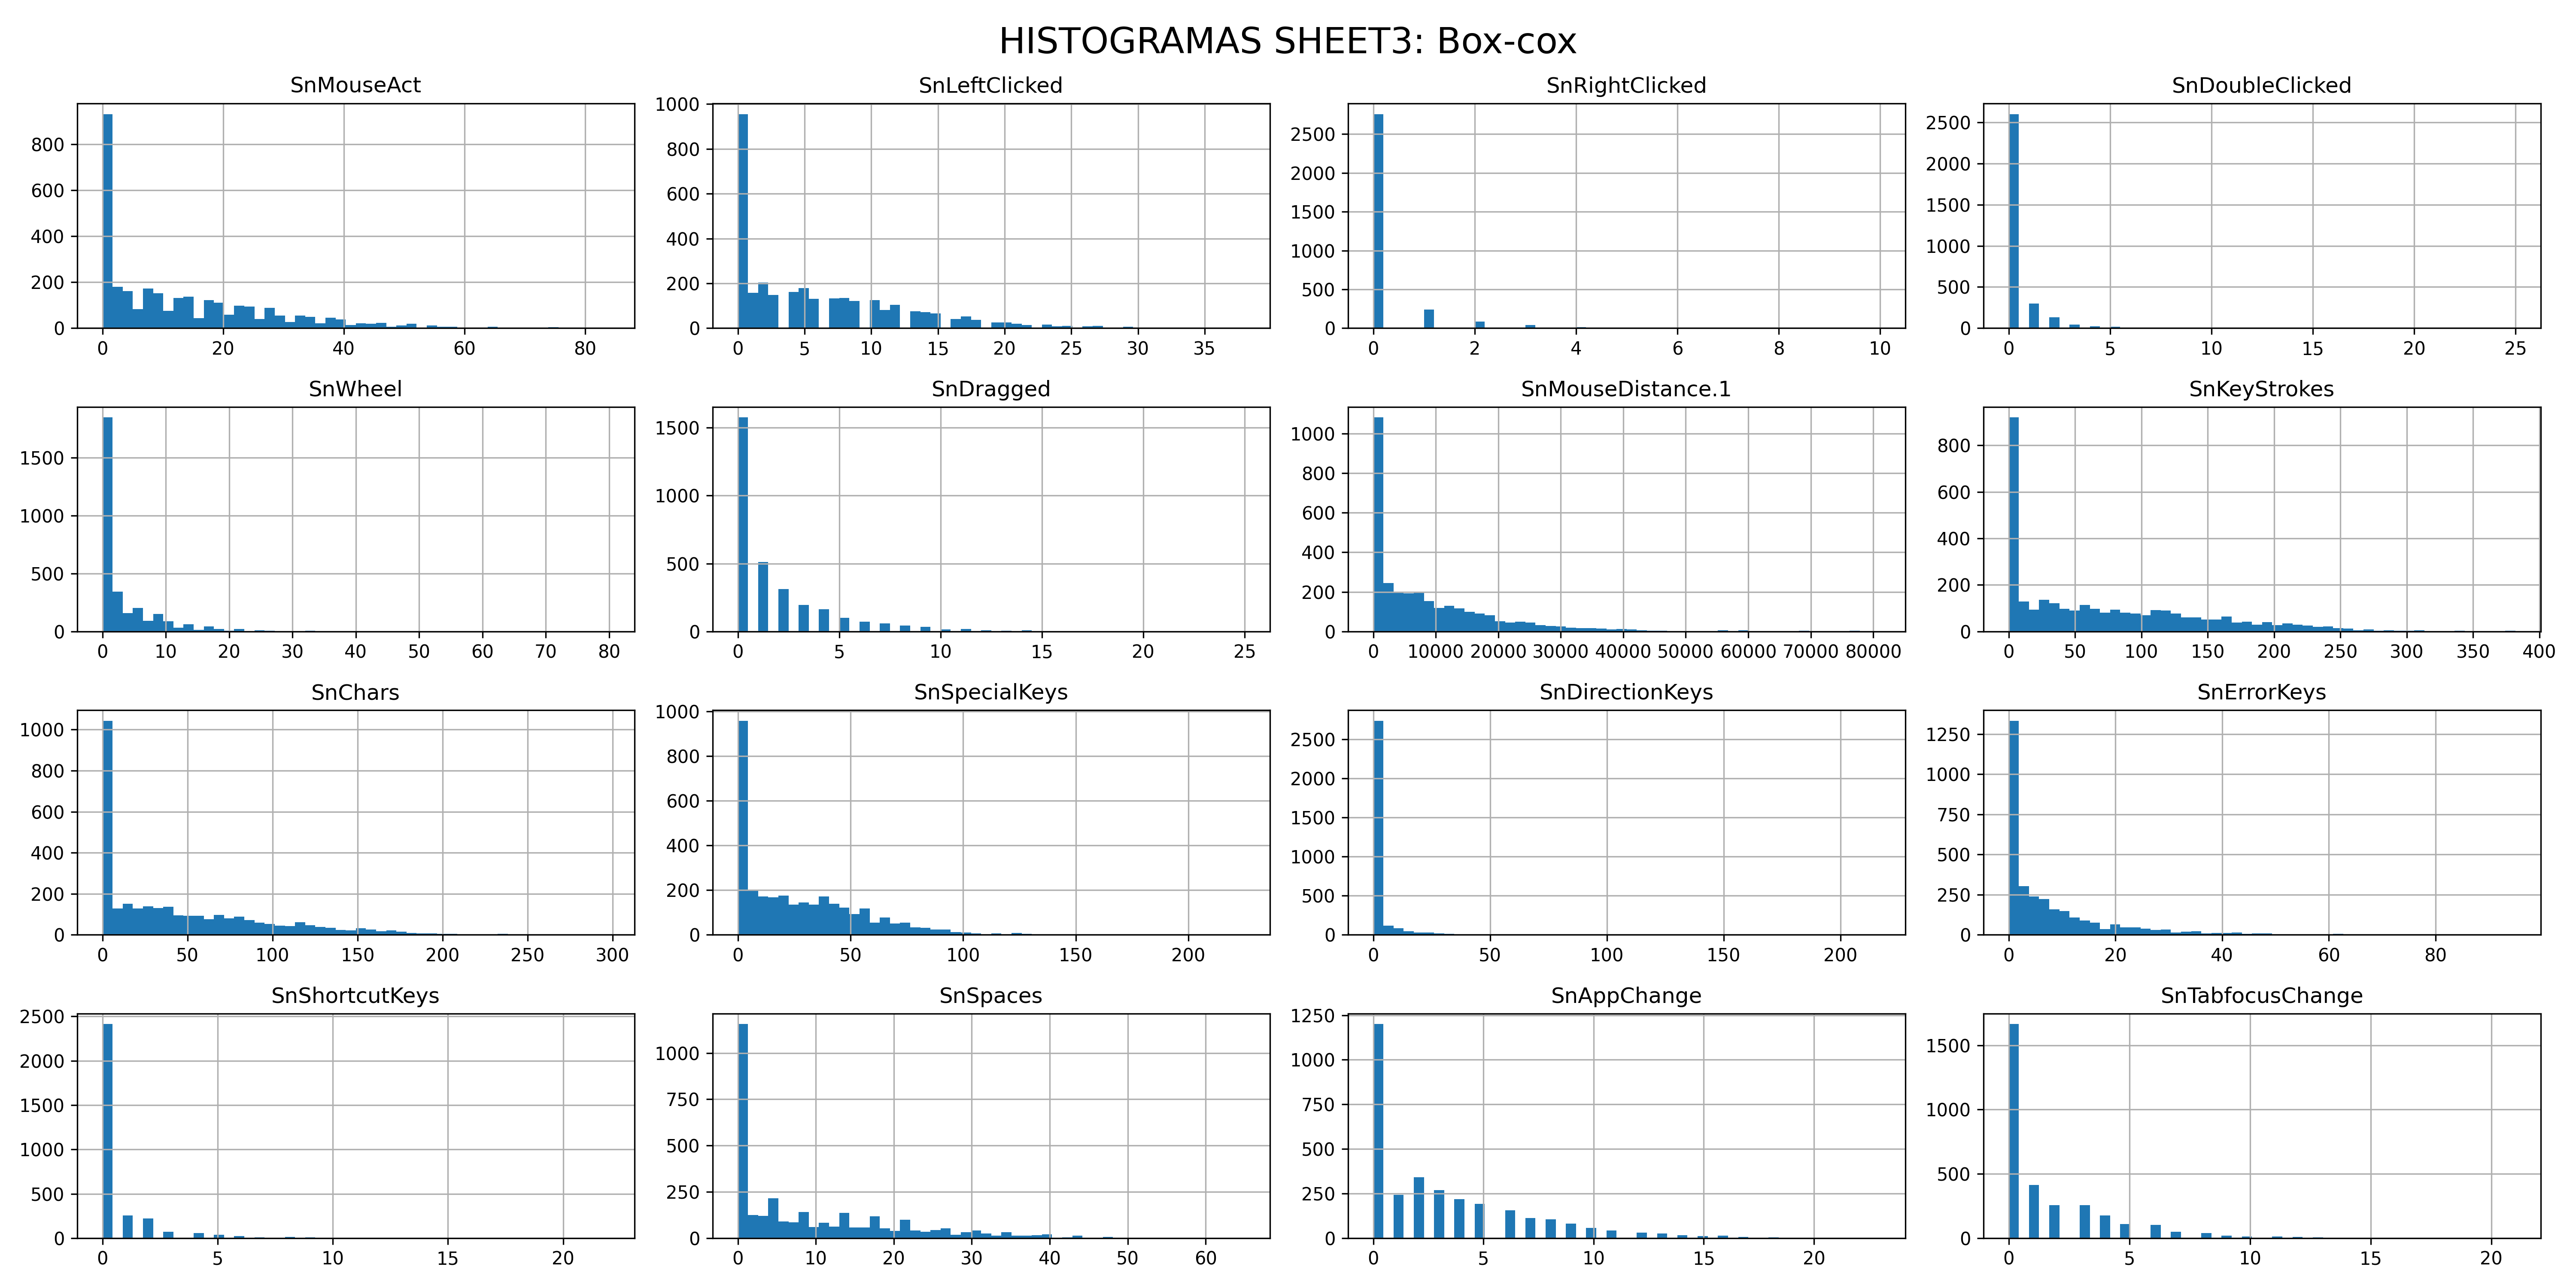 HISTOGRAMAS SHEET3: Box-cox
SnMouseAct
800
600
400
200
0
0 20 40 60 80
SnLeftClicked
1000
800
600
400
200
0
0 5 10 15 20 25 30 35
SnRightClicked
2500
2000
1500
1000
500
0
0 2 4 6 8 10
SnDoubleClicked
2500
2000
1500
1000
500
0
0 5 10 15 20 25
SnWheel
1500
1000
500
0
0 10 20 30 40 50 60 70 80
SnDragged
1500
1000
500
0
0 5 10 15 20 25
SnMouseDistance.1
1000
800
600
400
200
0
0 10000 20000 30000 40000 50000 60000 70000 80000
SnKeyStrokes
800
600
400
200
0
0 50 100 150 200 250 300 350 400
SnChars
1000
800
600
400
200
0
0 50 100 150 200 250 300
SnSpecialKeys
1000
800
600
400
200
0
0 50 100 150 200
SnDirectionKeys
2500
2000
1500
1000
500
0
0 50 100 150 200
SnErrorKeys
1250
1000
750
500
250
0
0 20 40 60 80
SnShortcutKeys
2500
2000
1500
1000
500
0
0 5 10 15 20
SnSpaces
1000
750
500
250
0
0 10 20 30 40 50 60
SnAppChange
1250
1000
750
500
250
0
0 5 10 15 20
SnTabfocusChange
1500
1000
500
0
0 5 10 15 20